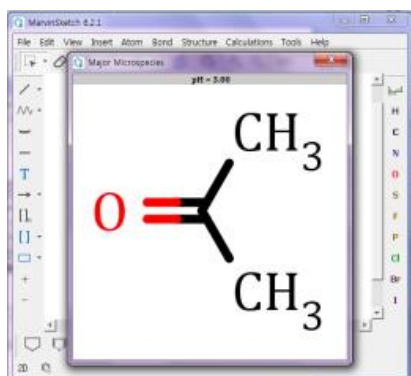 MarvinSketch 6.2.1
File Edit View Insert Atom Bond Structure Calculations Tools Help
Major Microspecies
pH = 3.00
CH3
O
CH3
T
H
C
N
O
S
F
P
Cl
Br
I
2D